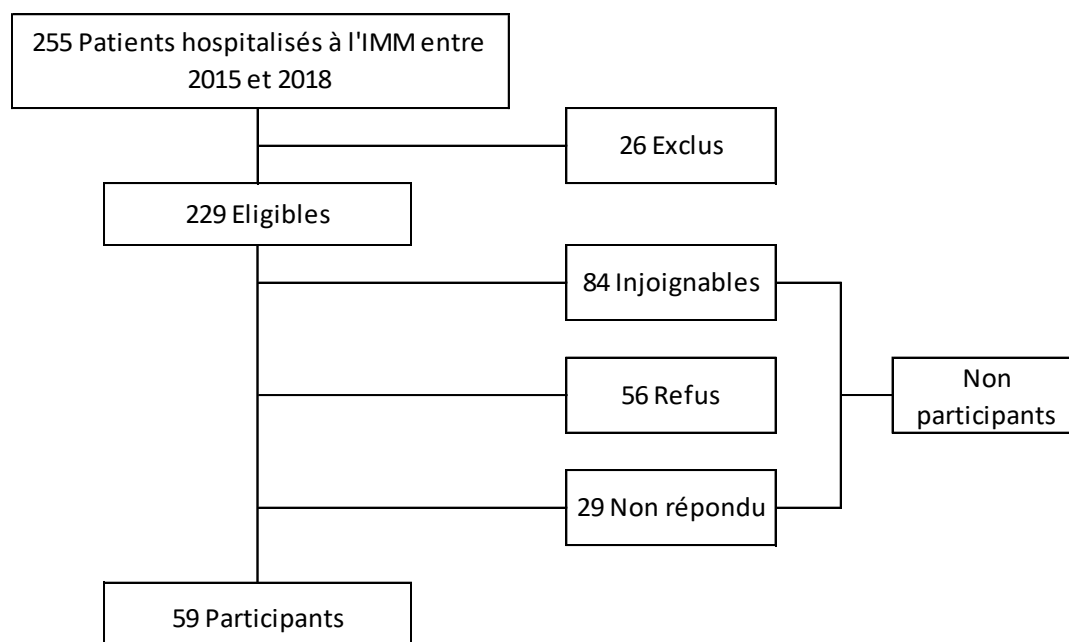 255 Patients hospitalisés à l'IMM entre
2015 et 2018
26 Exclus
229 Eligibles
84 Injoignables
56 Refus
Non
participants
29 Non répondu
59 Participants